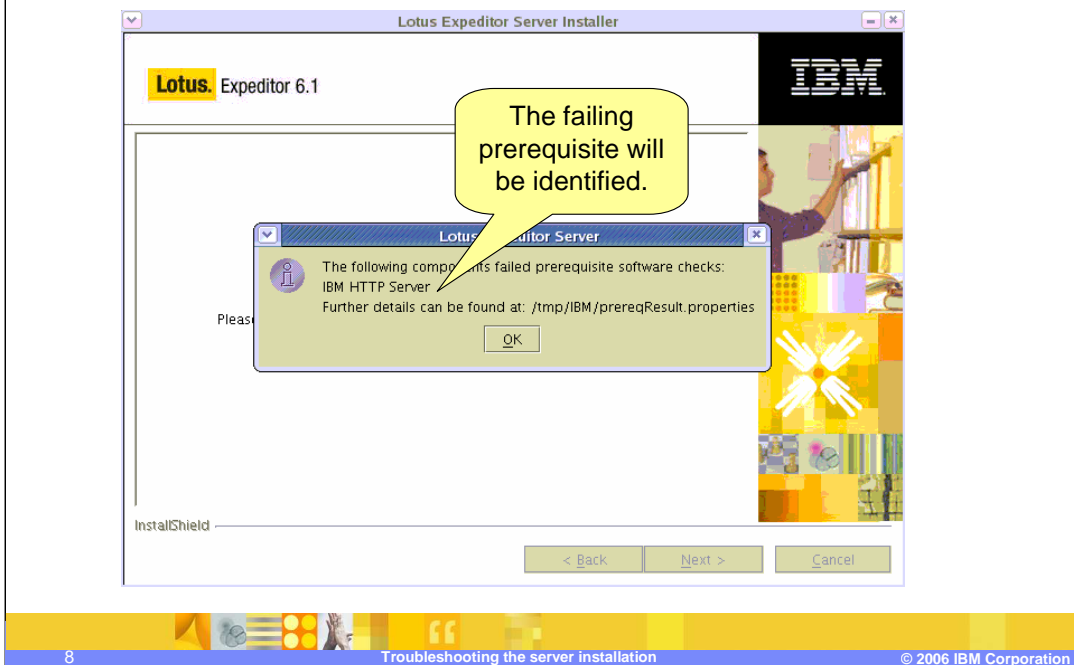 Lotus Expeditor Server Installer
Lotus. Expeditor 6.1
IBM.
The failing
prerequisite will
be identified.
Lotus Server
The following components failed prerequisite software checks:
IBM HTTP Server
Further details can be found at: /tmp/IBM/prereqResult.properties
OK
InstallShield
< Back
Next >
Cancel
8
Troubleshooting the server installation
© 2006 IBM Corporation